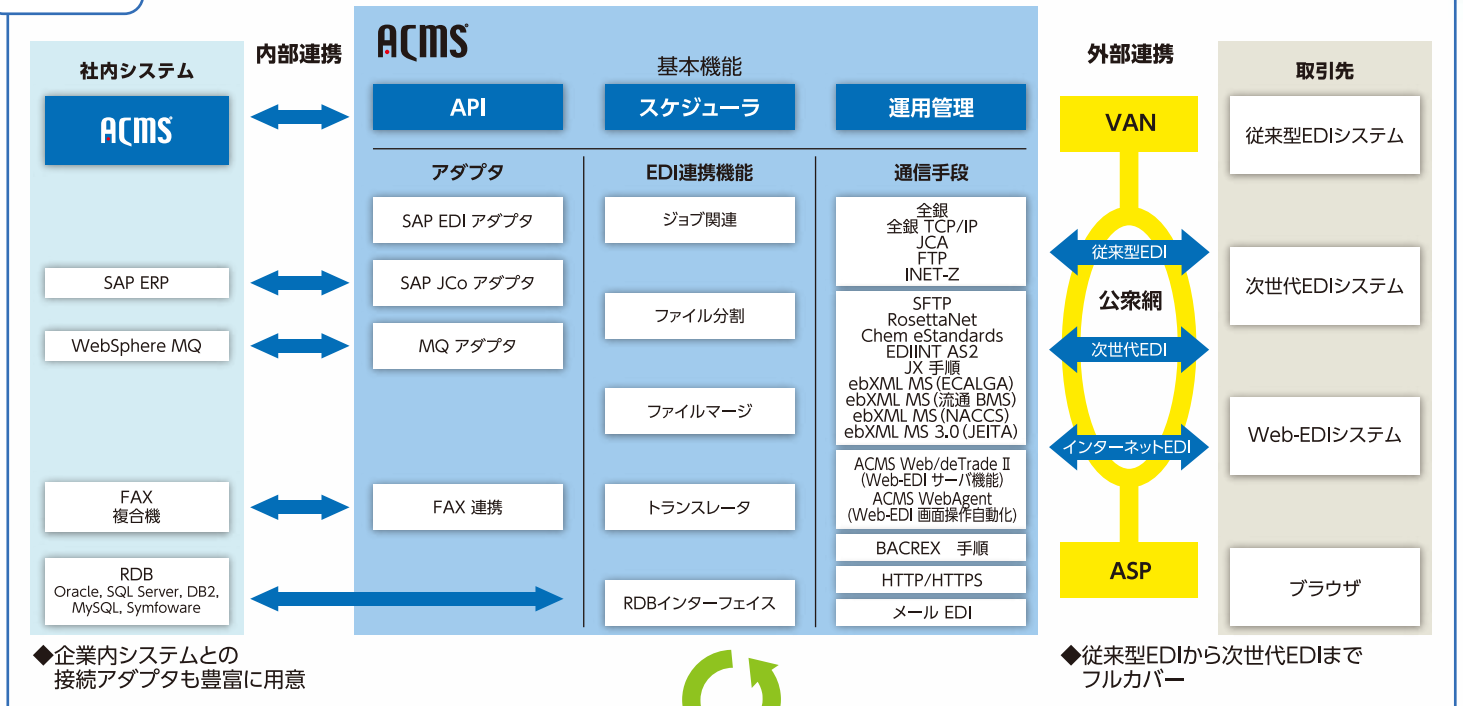 社内システム
ACMS
SAP ERP
WebSphere MQ
FAX
複合機
RDB
Oracle, SQL Server, DB2,
MySQL, Symfoware
内部連携
ACMS
基本機能
API
スケジューラ
運用管理
アダプタ
SAP EDI アダプタ
SAP JCo アダプタ
MQ アダプタ
FAX 連携
EDI連携機能
ジョブ関連
ファイル分割
ファイルマージ
トランスレータ
RDBインターフェイス
通信手段
全銀
全銀 TCP/IP
JCA
FTP
INET-Z
SFTP
RosettaNet
Chem eStandards
EDIINT AS2
JX 手順
ebXML MS(ECALGA)
ebXML MS(流通 BMS)
ebXML MS(NACCS)
ebXML MS 3.0(JEITA)
ACMS Web/deTrade Ⅱ
(Web-EDI サーバ機能)
ACMS WebAgent
(Web-EDI 画面操作自動化)
BACREX　手順
HTTP/HTTPS
メール EDI
外部連携
VAN
従来型EDI
公衆網
次世代EDI
インターネットEDI
ASP
取引先
従来型EDIシステム
次世代EDIシステム
Web-EDIシステム
ブラウザ
◆企業内システムとの
接続アダプタも豊富に用意
◆従来型EDIから次世代EDIまで
フルカバー